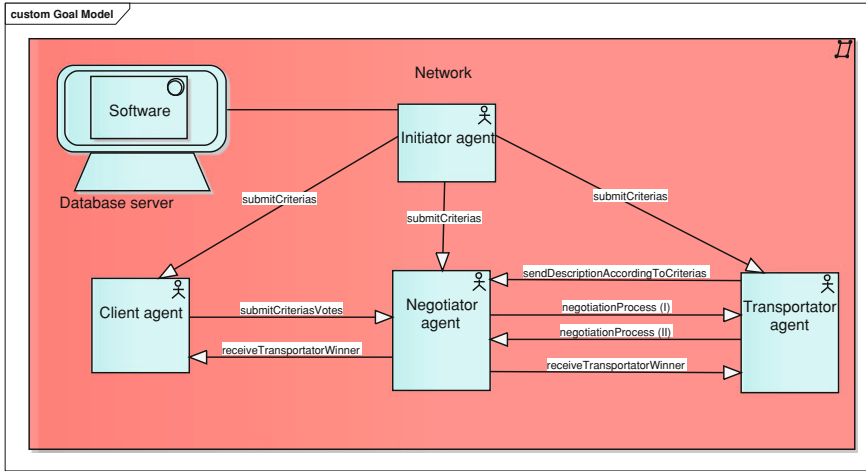 custom Goal Model
Network
Software
Initiator agent
Database server
submitCriterias
submitCriterias
submitCriterias
sendDescriptionAccordingToCriterias
Client agent
submitCriteriasVotes
Negotiator
agent
negotiationProcess (I)
Transportator
agent
negotiationProcess (II)
receiveTransportatorWinner
receiveTransportatorWinner